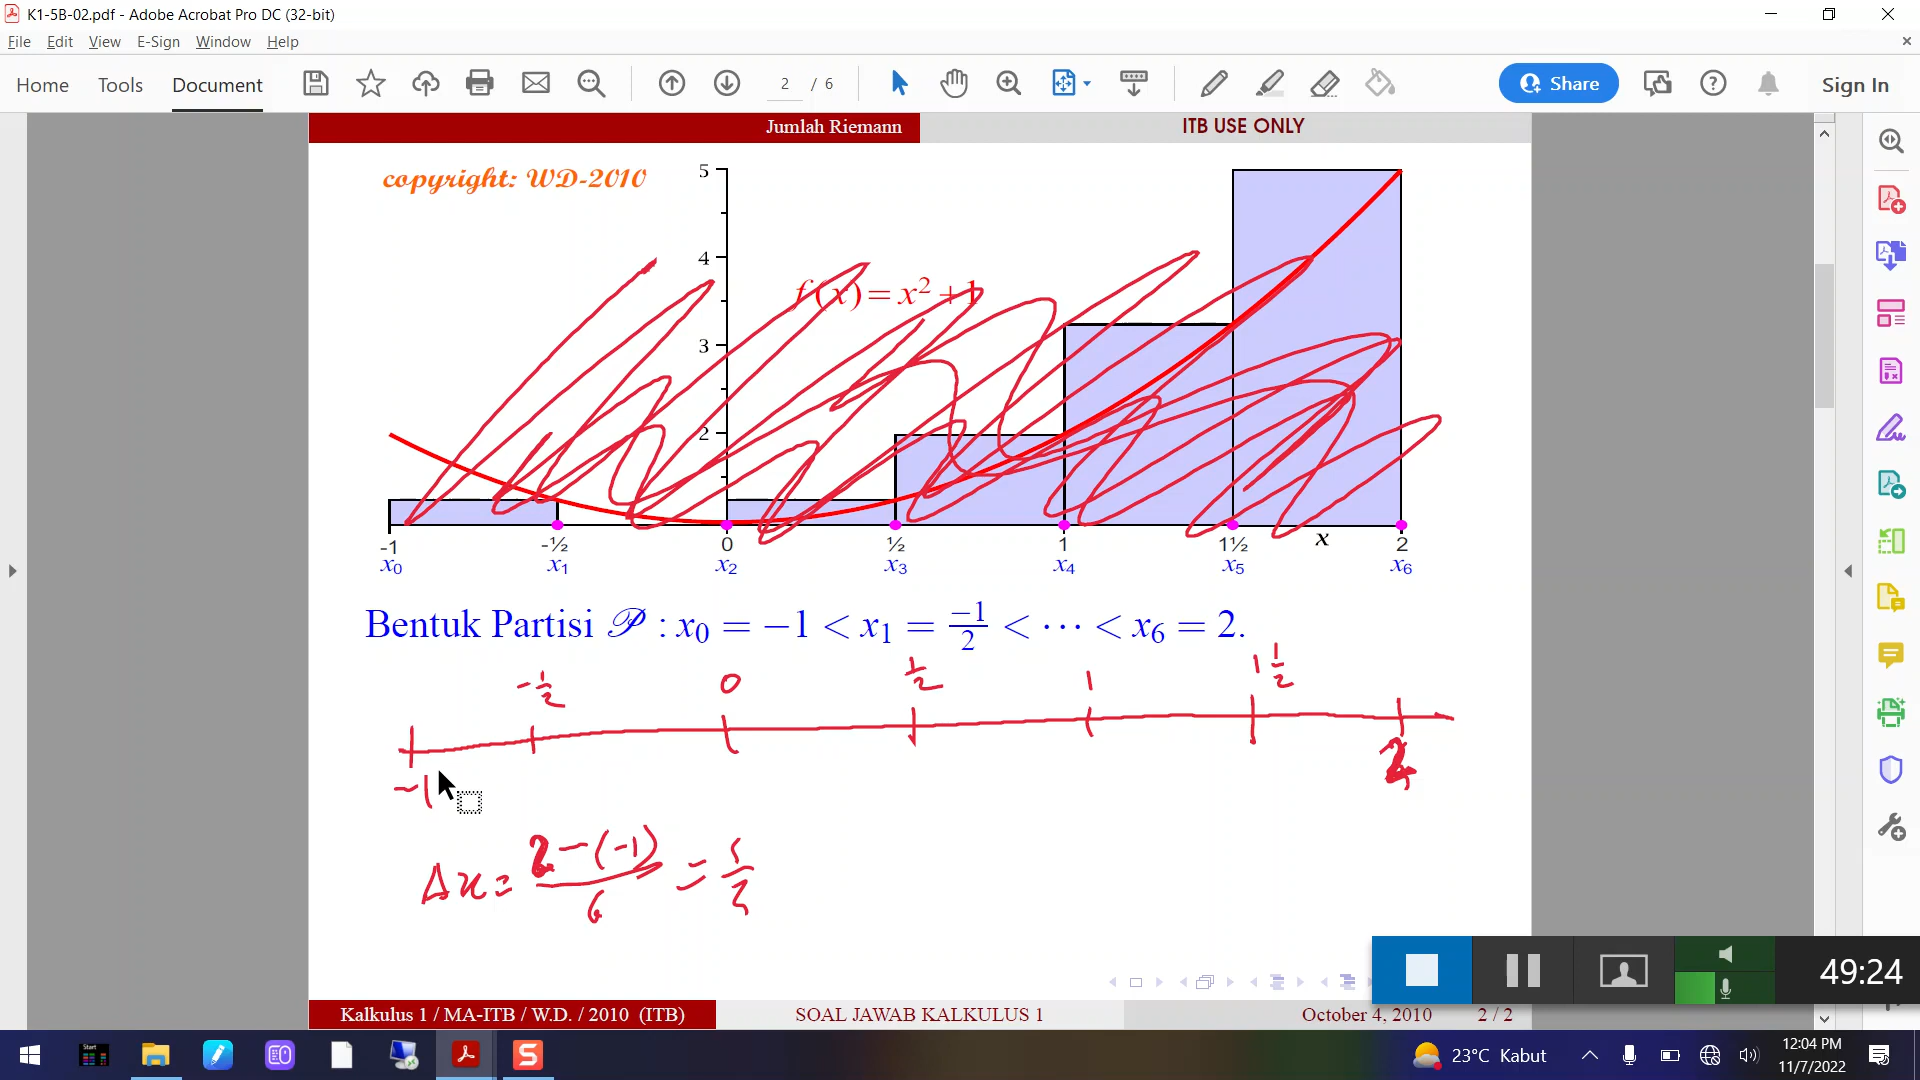 K1-5B-02.pdf - Adobe Acrobat Pro DC (32-bit)
File Edit View E-Sign Window Help
Home Tools Document 2 / 6 Share Sign In
Jumlah Riemann ITB USE ONLY
copyright: WD-2010
5
4
f(x) = x² + 1
3
2
-1 -½ 0 ½ 1 1½ x 2
x₀ x₁ x₂ x₃ x₄ x₅ x₆
Bentuk Partisi 𝒫 : x₀ = −1 < x₁ = −1/2 < ⋯ < x₆ = 2.
-1/2 0 1/2 1 1 1/2
-1 2
Δx = 2-(-1)/6 = 1/2
49:24
Kalkulus 1 / MA-ITB / W.D. / 2010 (ITB) SOAL JAWAB KALKULUS 1 October 4, 2010 2 / 2
Start
23°C Kabut
12:04 PM
11/7/2022